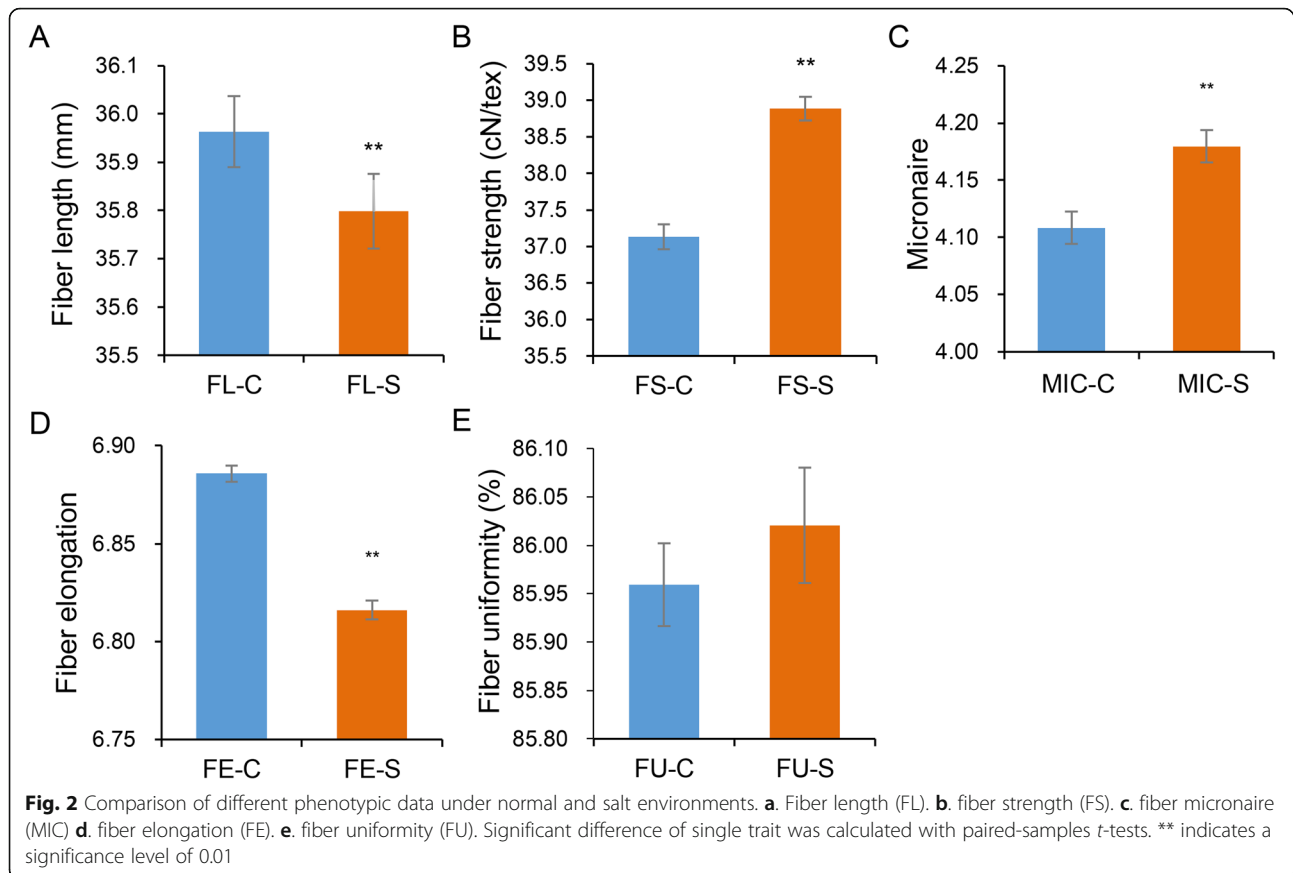 A
Fiber length (mm)
36.1
36.0
35.9
35.8
35.7
35.6
35.5
**
FL-C
FL-S
B
Fiber strength (cN/tex)
39.5
39.0
38.5
38.0
37.5
37.0
36.5
36.0
35.5
**
FS-C
FS-S
C
Micronaire
4.25
4.20
4.15
4.10
4.05
4.00
**
MIC-C
MIC-S
D
Fiber elongation
6.90
6.85
6.80
6.75
**
FE-C
FE-S
E
Fiber uniformity (%)
86.10
86.05
86.00
85.95
85.90
85.85
85.80
FU-C
FU-S
Fig. 2 Comparison of different phenotypic data under normal and salt environments. a. Fiber length (FL). b. fiber strength (FS). c. fiber micronaire
(MIC) d. fiber elongation (FE). e. fiber uniformity (FU). Significant difference of single trait was calculated with paired-samples t-tests. ** indicates a
significance level of 0.01